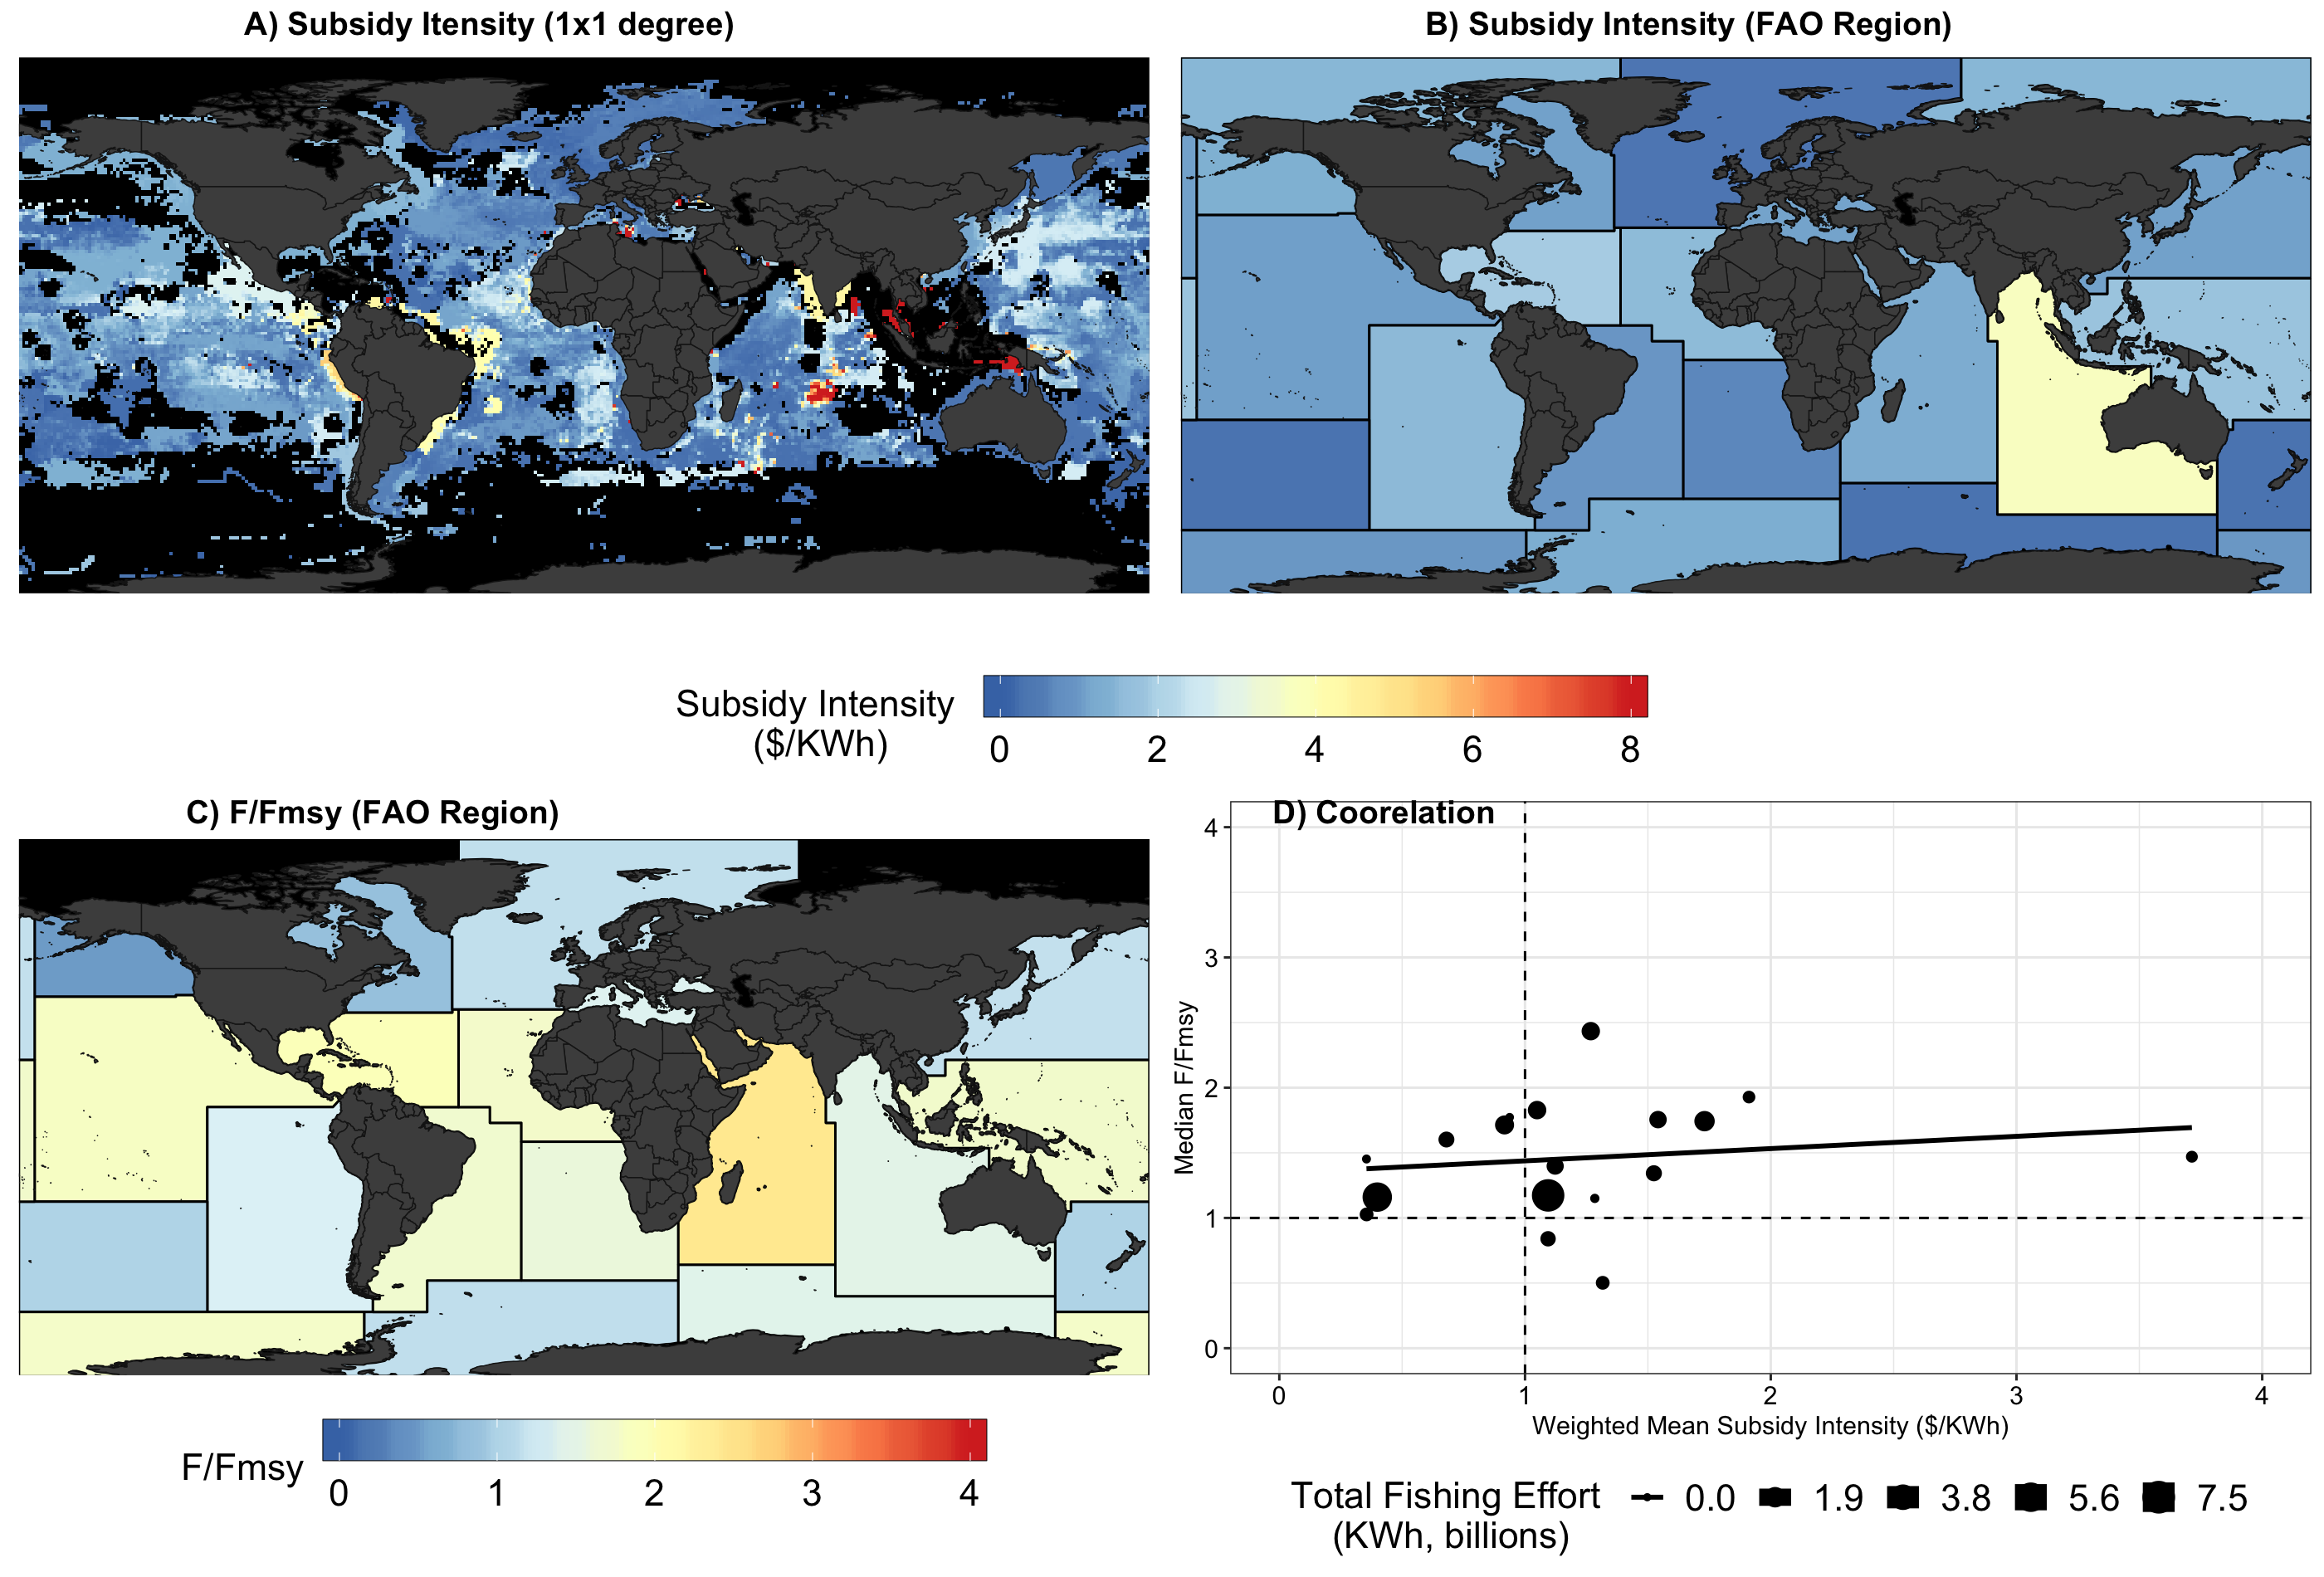 A) Subsidy Itensity (1x1 degree)
B) Subsidy Intensity (FAO Region)
Subsidy Intensity
($/KWh)
0 2 4 6 8
C) F/Fmsy (FAO Region)
D) Coorelation
4
3
2
1
0
Median F/Fmsy
0 1 2 3 4
Weighted Mean Subsidy Intensity ($/KWh)
F/Fmsy
0 1 2 3 4
Total Fishing Effort
(KWh, billions)
0.0 1.9 3.8 5.6 7.5